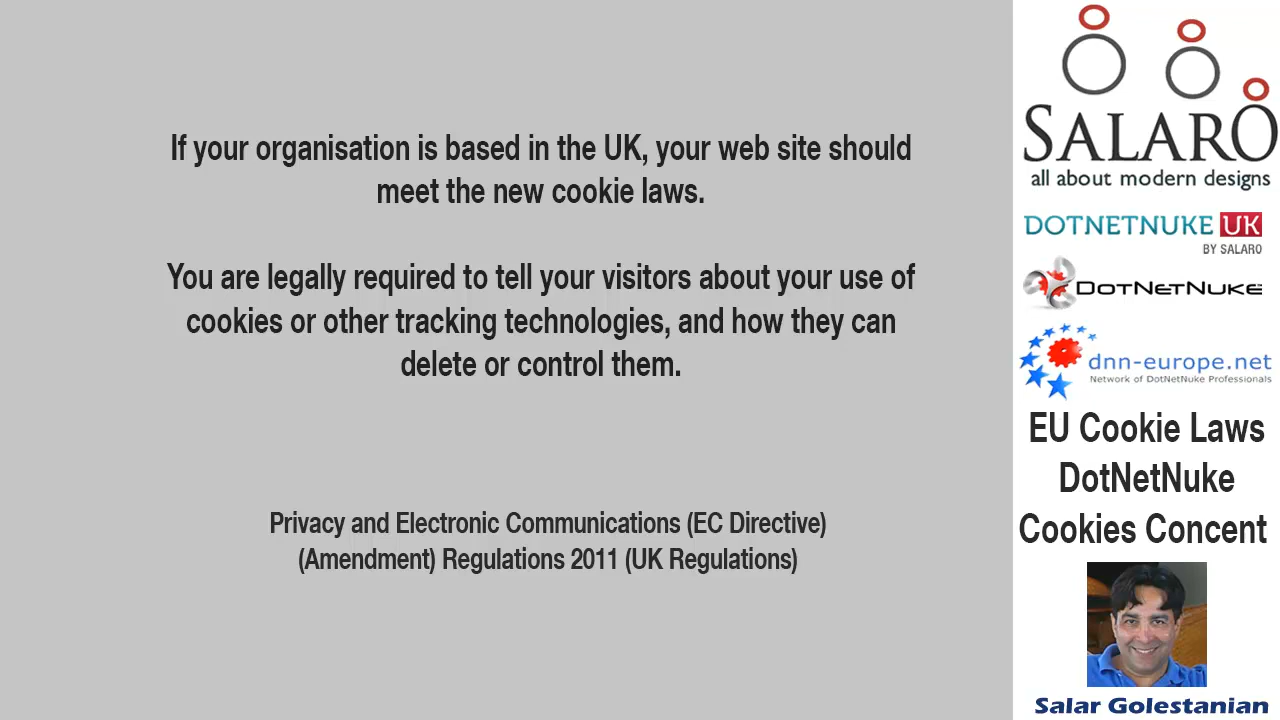 If your organisation is based in the UK, your web site should
meet the new cookie laws.
You are legally required to tell your visitors about your use of
cookies or other tracking technologies, and how they can
delete or control them.
Privacy and Electronic Communications (EC Directive)
(Amendment) Regulations 2011 (UK Regulations)
SALARO
all about modern designs
DOTNETNUKE UK
BY SALARO
DOTNETNUKE
dnn-europe.net
Network of DotNetNuke Professionals
EU Cookie Laws
DotNetNuke
Cookies Concent
Salar Golestanian